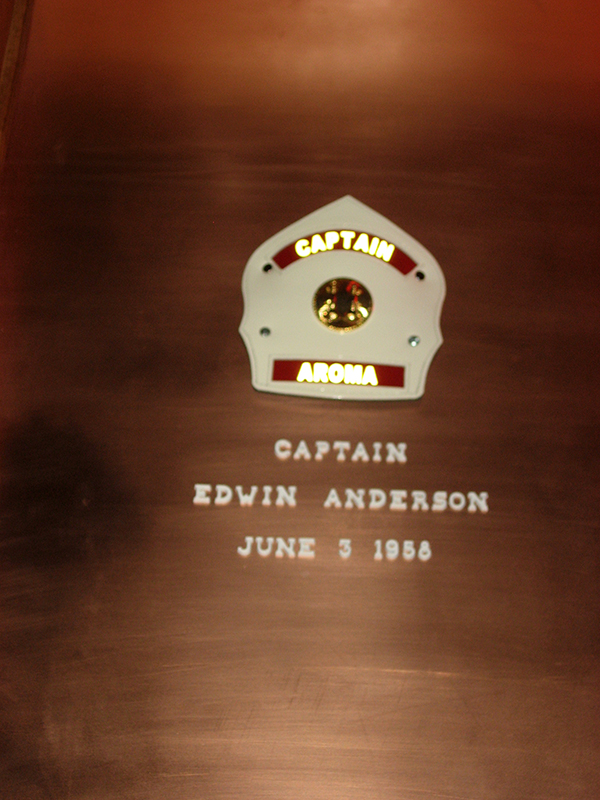 CAPTAIN
AROMA
CAPTAIN
EDWIN ANDERSON
JUNE 3 1958